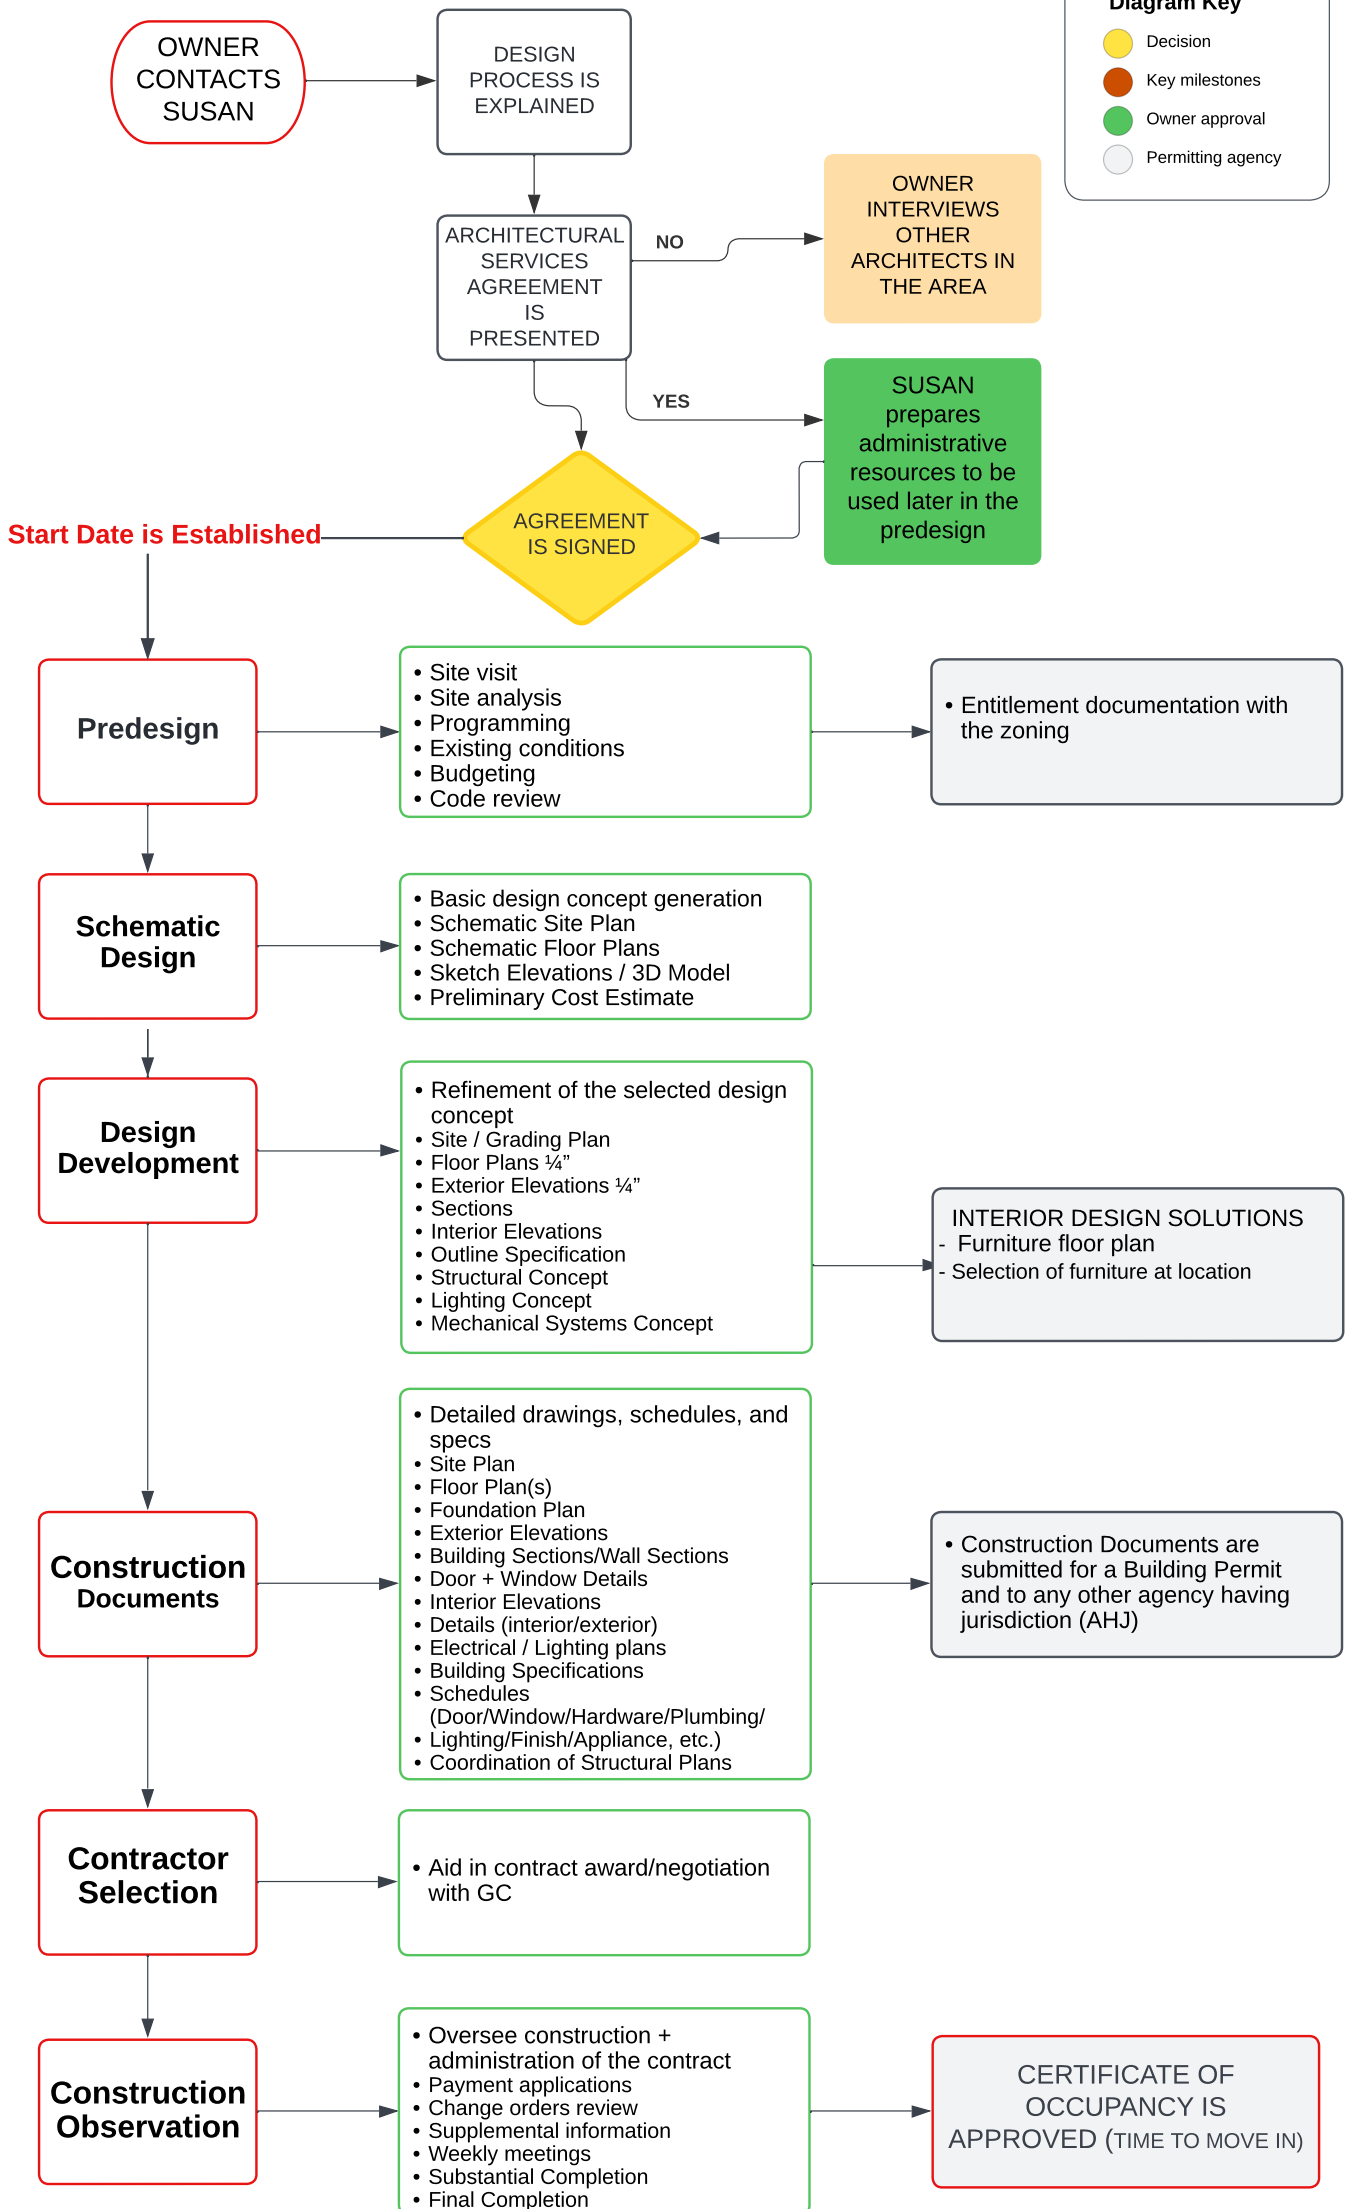 Diagram Key
Decision
Key milestones
Owner approval
Permitting agency
OWNER
CONTACTS
SUSAN
DESIGN
PROCESS IS
EXPLAINED
ARCHITECTURAL
SERVICES
AGREEMENT
IS
PRESENTED
NO
OWNER
INTERVIEWS
OTHER
ARCHITECTS IN
THE AREA
YES
SUSAN
prepares
administrative
resources to be
used later in the
predesign
AGREEMENT
IS SIGNED
Start Date is Established
Predesign
• Site visit
• Site analysis
• Programming
• Existing conditions
• Budgeting
• Code review
• Entitlement documentation with
the zoning
Schematic
Design
• Basic design concept generation
• Schematic Site Plan
• Schematic Floor Plans
• Sketch Elevations / 3D Model
• Preliminary Cost Estimate
Design
Development
• Refinement of the selected design
concept
• Site / Grading Plan
• Floor Plans ¼”
• Exterior Elevations ¼”
• Sections
• Interior Elevations
• Outline Specification
• Structural Concept
• Lighting Concept
• Mechanical Systems Concept
INTERIOR DESIGN SOLUTIONS
- Furniture floor plan
- Selection of furniture at location
Construction
Documents
• Detailed drawings, schedules, and
specs
• Site Plan
• Floor Plan(s)
• Foundation Plan
• Exterior Elevations
• Building Sections/Wall Sections
• Door + Window Details
• Interior Elevations
• Details (interior/exterior)
• Electrical / Lighting plans
• Building Specifications
• Schedules
(Door/Window/Hardware/Plumbing/
• Lighting/Finish/Appliance, etc.)
• Coordination of Structural Plans
• Construction Documents are
submitted for a Building Permit
and to any other agency having
jurisdiction (AHJ)
Contractor
Selection
• Aid in contract award/negotiation
with GC
Construction
Observation
• Oversee construction +
administration of the contract
• Payment applications
• Change orders review
• Supplemental information
• Weekly meetings
• Substantial Completion
• Final Completion
CERTIFICATE OF
OCCUPANCY IS
APPROVED (TIME TO MOVE IN)